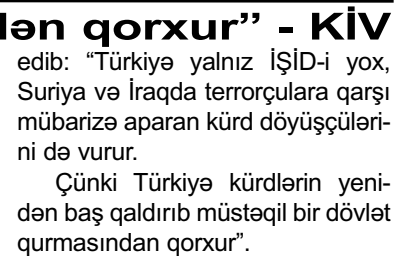 dən qorxur” - KİV
edib: “Türkiyə yalnız İŞİD-i yox,
Suriya və İraqda terrorçulara qarşı
mübarizə aparan kürd döyüşçüləri-
ni də vurur.
Çünki Türkiyə kürdlərin yeni-
dən baş qaldırıb müstəqil bir dövlət
qurmasından qorxur”.